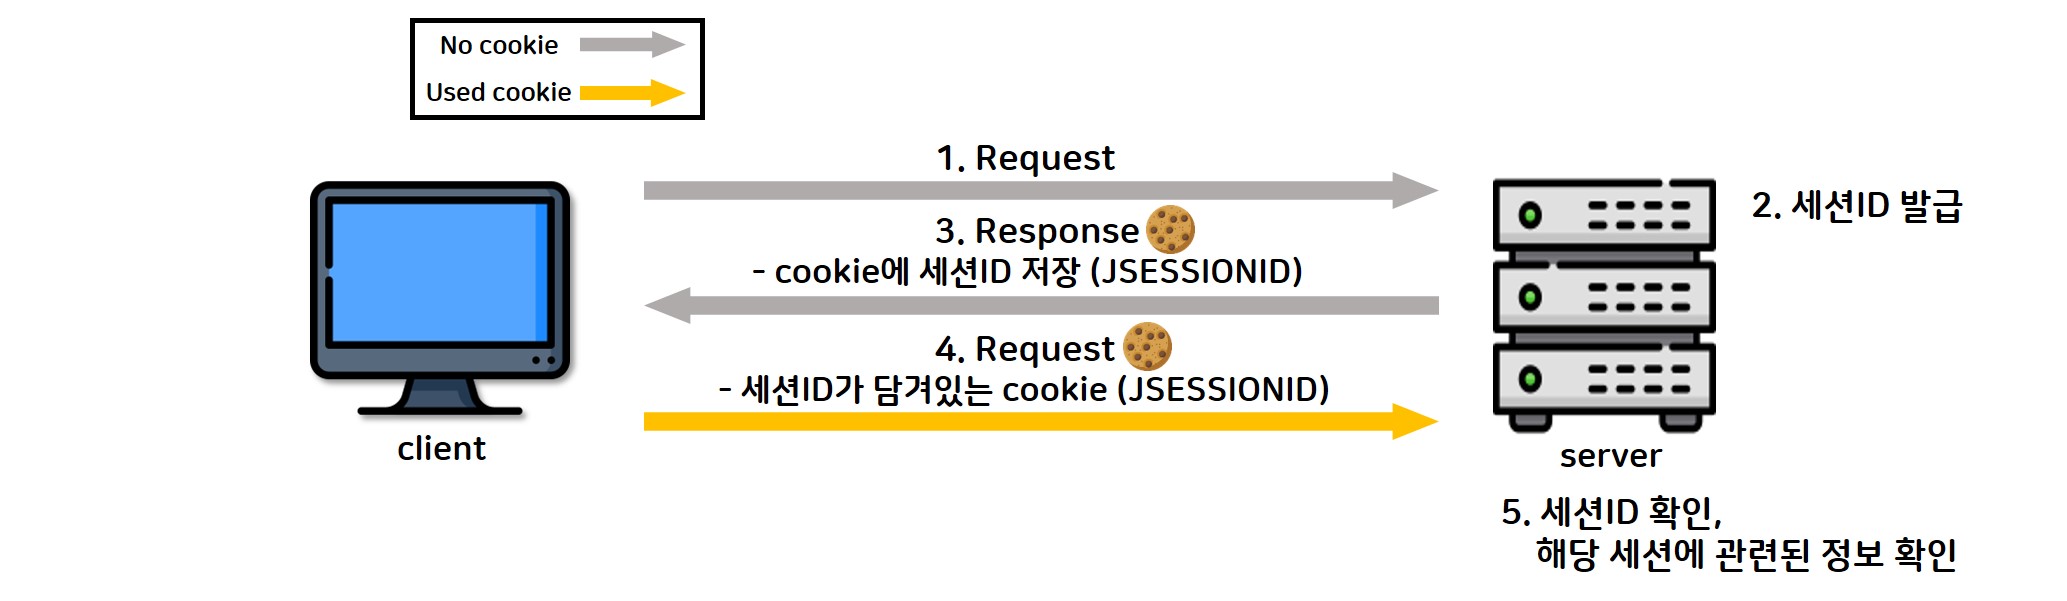 No cookie
Used cookie
1. Request
2. 세션ID 발급
3. Response
- cookie에 세션ID 저장 (JSESSIONID)
4. Request
- 세션ID가 담겨있는 cookie (JSESSIONID)
client
server
5. 세션ID 확인,
해당 세션에 관련된 정보 확인